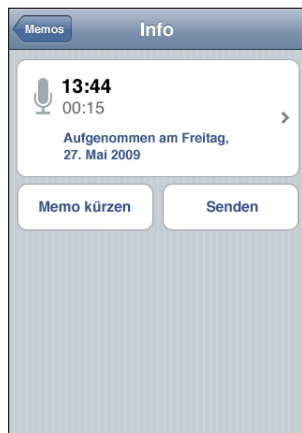 Memos
Info
13:44
00:15
Aufgenommen am Freitag,
27. Mai 2009
Memo kürzen
Senden